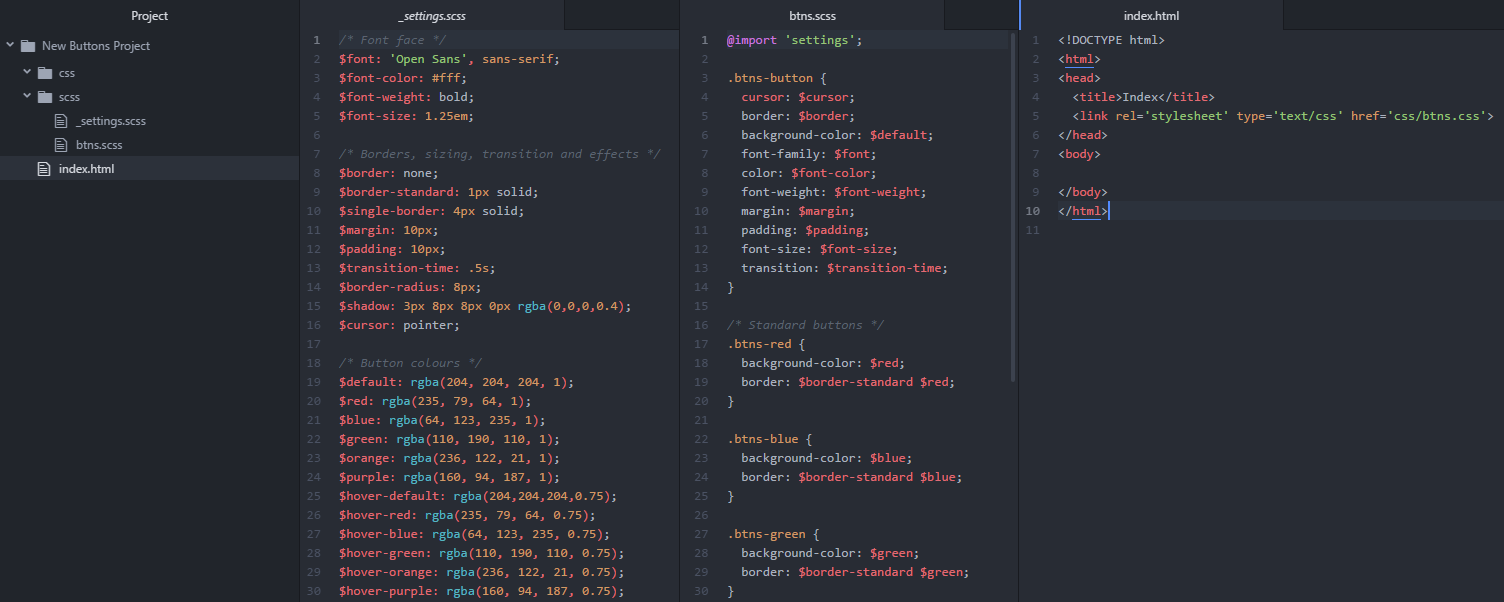 Project
New Buttons Project
css
scss
_settings.scss
btns.scss
index.html
_settings.scss
1 /* Font face */
2 $font: 'Open Sans', sans-serif;
3 $font-color: #fff;
4 $font-weight: bold;
5 $font-size: 1.25em;
6
7 /* Borders, sizing, transition and effects */
8 $border: none;
9 $border-standard: 1px solid;
10 $single-border: 4px solid;
11 $margin: 10px;
12 $padding: 10px;
13 $transition-time: .5s;
14 $border-radius: 8px;
15 $shadow: 3px 8px 8px 0px rgba(0,0,0,0.4);
16 $cursor: pointer;
17
18 /* Button colours */
19 $default: rgba(204, 204, 204, 1);
20 $red: rgba(235, 79, 64, 1);
21 $blue: rgba(64, 123, 235, 1);
22 $green: rgba(110, 190, 110, 1);
23 $orange: rgba(236, 122, 21, 1);
24 $purple: rgba(160, 94, 187, 1);
25 $hover-default: rgba(204,204,204,0.75);
26 $hover-red: rgba(235, 79, 64, 0.75);
27 $hover-blue: rgba(64, 123, 235, 0.75);
28 $hover-green: rgba(110, 190, 110, 0.75);
29 $hover-orange: rgba(236, 122, 21, 0.75);
30 $hover-purple: rgba(160, 94, 187, 0.75);
btns.scss
1 @import 'settings';
2
3 .btns-button {
4 cursor: $cursor;
5 border: $border;
6 background-color: $default;
7 font-family: $font;
8 color: $font-color;
9 font-weight: $font-weight;
10 margin: $margin;
11 padding: $padding;
12 font-size: $font-size;
13 transition: $transition-time;
14 }
15
16 /* Standard buttons */
17 .btns-red {
18 background-color: $red;
19 border: $border-standard $red;
20 }
21
22 .btns-blue {
23 background-color: $blue;
24 border: $border-standard $blue;
25 }
26
27 .btns-green {
28 background-color: $green;
29 border: $border-standard $green;
30 }
index.html
1 <!DOCTYPE html>
2 <html>
3 <head>
4 <title>Index</title>
5 <link rel='stylesheet' type='text/css' href='css/btns.css'>
6 </head>
7 <body>
8
9 </body>
10 </html>
11